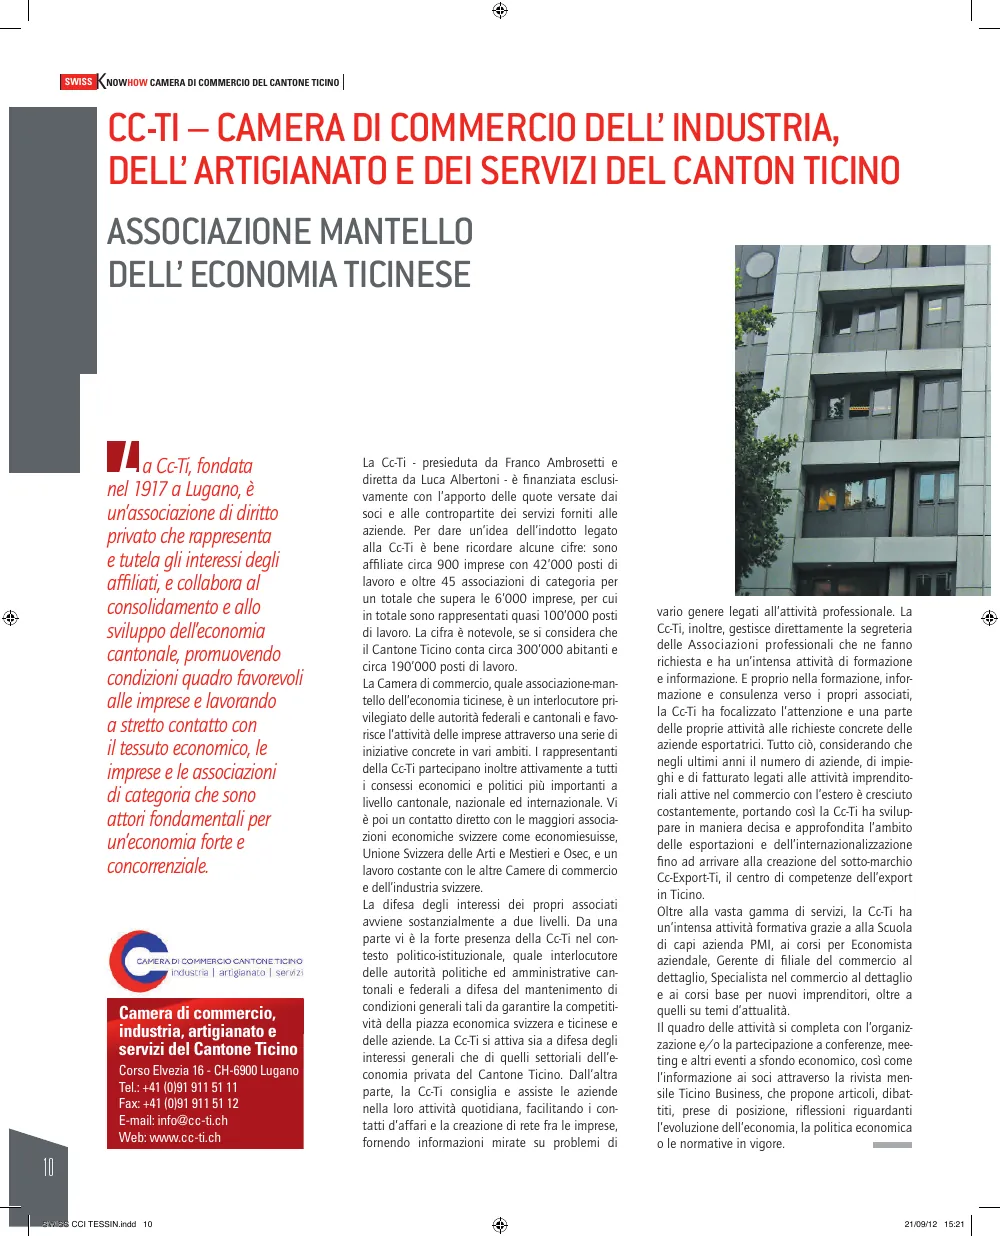 SWISS KNOWHOW CAMERA DI COMMERCIO DEL CANTONE TICINO
CC-TI – CAMERA DI COMMERCIO DELL’ INDUSTRIA,
DELL’ ARTIGIANATO E DEI SERVIZI DEL CANTON TICINO
ASSOCIAZIONE MANTELLO
DELL’ ECONOMIA TICINESE
La Cc-Ti, fondata
nel 1917 a Lugano, è
un’associazione di diritto
privato che rappresenta
e tutela gli interessi degli
affiliati, e collabora al
consolidamento e allo
sviluppo dell’economia
cantonale, promuovendo
condizioni quadro favorevoli
alle imprese e lavorando
a stretto contatto con
il tessuto economico, le
imprese e le associazioni
di categoria che sono
attori fondamentali per
un’economia forte e
concorrenziale.
CAMERA DI COMMERCIO CANTONE TICINO
industria | artigianato | servizi
Camera di commercio,
industria, artigianato e
servizi del Cantone Ticino
Corso Elvezia 16 - CH-6900 Lugano
Tel.: +41 (0)91 911 51 11
Fax: +41 (0)91 911 51 12
E-mail: info@cc-ti.ch
Web: www.cc-ti.ch
La Cc-Ti - presieduta da Franco Ambrosetti e
diretta da Luca Albertoni - è finanziata esclusi-
vamente con l’apporto delle quote versate dai
soci e alle contropartite dei servizi forniti alle
aziende. Per dare un’idea dell’indotto legato
alla Cc-Ti è bene ricordare alcune cifre: sono
affiliate circa 900 imprese con 42’000 posti di
lavoro e oltre 45 associazioni di categoria per
un totale che supera le 6’000 imprese, per cui
in totale sono rappresentati quasi 100’000 posti
di lavoro. La cifra è notevole, se si considera che
il Cantone Ticino conta circa 300’000 abitanti e
circa 190’000 posti di lavoro.
La Camera di commercio, quale associazione-man-
tello dell’economia ticinese, è un interlocutore pri-
vilegiato delle autorità federali e cantonali e favo-
risce l’attività delle imprese attraverso una serie di
iniziative concrete in vari ambiti. I rappresentanti
della Cc-Ti partecipano inoltre attivamente a tutti
i consessi economici e politici più importanti a
livello cantonale, nazionale ed internazionale. Vi
è poi un contatto diretto con le maggiori associa-
zioni economiche svizzere come economiesuisse,
Unione Svizzera delle Arti e Mestieri e Osec, e un
lavoro costante con le altre Camere di commercio
e dell’industria svizzere.
La difesa degli interessi dei propri associati
avviene sostanzialmente a due livelli. Da una
parte vi è la forte presenza della Cc-Ti nel con-
testo politico-istituzionale, quale interlocutore
delle autorità politiche ed amministrative can-
tonali e federali a difesa del mantenimento di
condizioni generali tali da garantire la competiti-
vità della piazza economica svizzera e ticinese e
delle aziende. La Cc-Ti si attiva sia a difesa degli
interessi generali che di quelli settoriali dell’e-
conomia privata del Cantone Ticino. Dall’altra
parte, la Cc-Ti consiglia e assiste le aziende
nella loro attività quotidiana, facilitando i con-
tatti d’affari e la creazione di rete fra le imprese,
fornendo informazioni mirate su problemi di
vario genere legati all’attività professionale. La
Cc-Ti, inoltre, gestisce direttamente la segreteria
delle Associazioni professionali che ne fanno
richiesta e ha un’intensa attività di formazione
e informazione. E proprio nella formazione, infor-
mazione e consulenza verso i propri associati,
la Cc-Ti ha focalizzato l’attenzione e una parte
delle proprie attività alle richieste concrete delle
aziende esportatrici. Tutto ciò, considerando che
negli ultimi anni il numero di aziende, di impie-
ghi e di fatturato legati alle attività imprendito-
riali attive nel commercio con l’estero è cresciuto
costantemente, portando così la Cc-Ti ha svilup-
pare in maniera decisa e approfondita l’ambito
delle esportazioni e dell’internazionalizzazione
fino ad arrivare alla creazione del sotto-marchio
Cc-Export-Ti, il centro di competenze dell’export
in Ticino.
Oltre alla vasta gamma di servizi, la Cc-Ti ha
un’intensa attività formativa grazie a alla Scuola
di capi azienda PMI, ai corsi per Economista
aziendale, Gerente di filiale del commercio al
dettaglio, Specialista nel commercio al dettaglio
e ai corsi base per nuovi imprenditori, oltre a
quelli su temi d’attualità.
Il quadro delle attività si completa con l’organiz-
zazione e/o la partecipazione a conferenze, mee-
ting e altri eventi a sfondo economico, così come
l’informazione ai soci attraverso la rivista men-
sile Ticino Business, che propone articoli, dibat-
titi, prese di posizione, riflessioni riguardanti
l’evoluzione dell’economia, la politica economica
o le normative in vigore.
10
SWISS CCI TESSIN.indd 10
21/09/12 15:21